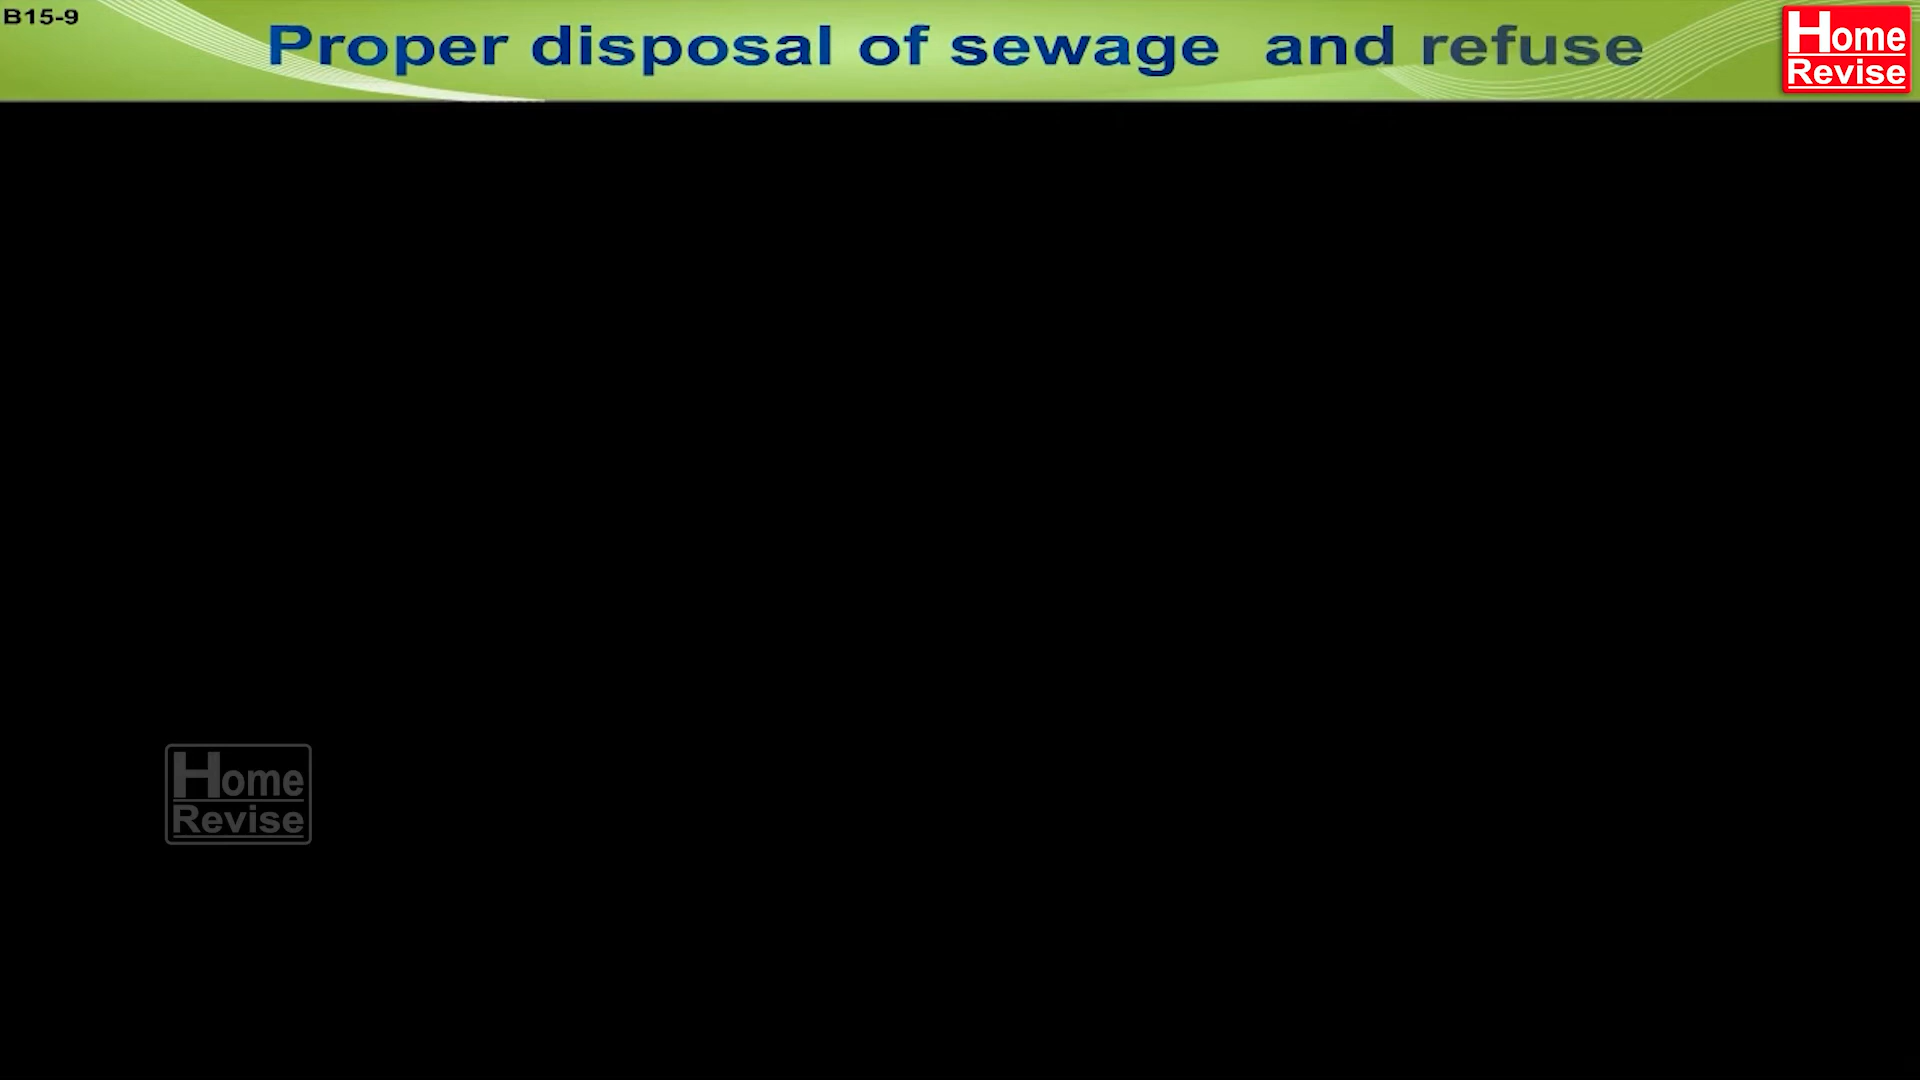 B15-9
Proper disposal of sewage  and refuse
Home
Revise
Home
Revise